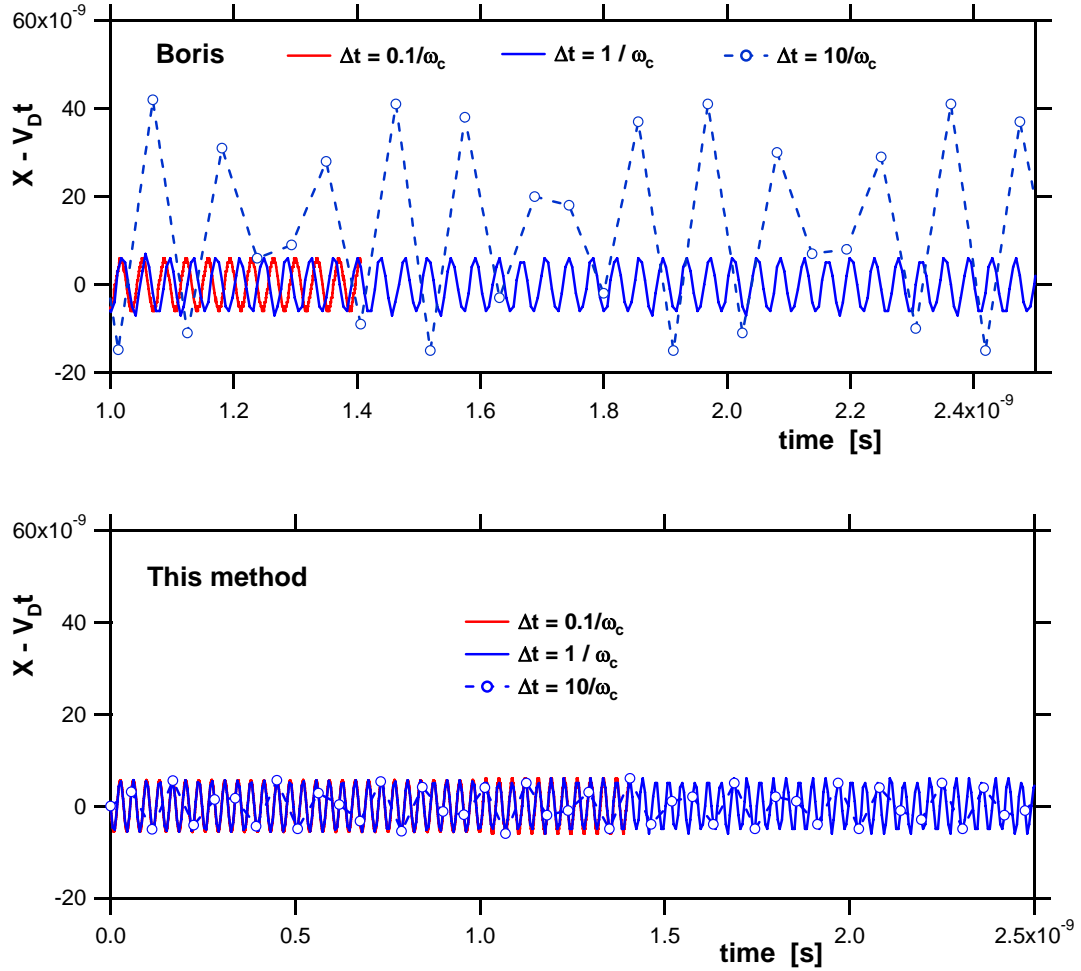 60x10⁻⁹
Boris
Δt = 0.1/ω_c
Δt = 1 / ω_c
Δt = 10/ω_c
40
20
0
-20
X - V_D t
1.0
1.2
1.4
1.6
1.8
2.0
2.2
2.4x10⁻⁹
time [s]
60x10⁻⁹
This method
Δt = 0.1/ω_c
Δt = 1 / ω_c
Δt = 10/ω_c
40
20
0
-20
X - V_D t
0.0
0.5
1.0
1.5
2.0
2.5x10⁻⁹
time [s]